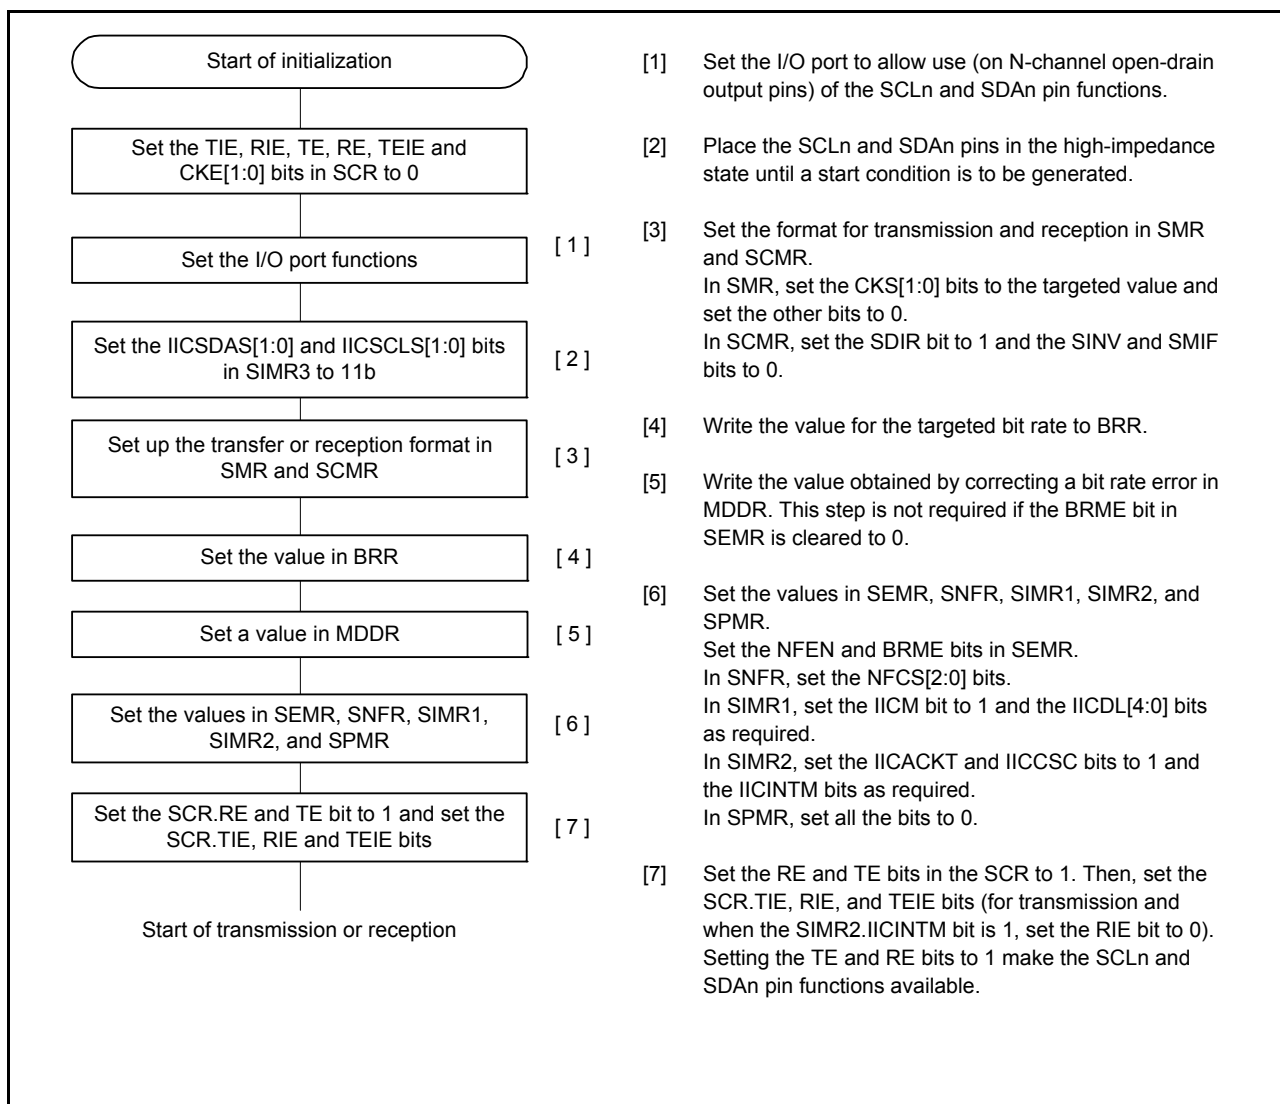 Start of initialization
Set the TIE, RIE, TE, RE, TEIE and
CKE[1:0] bits in SCR to 0
Set the I/O port functions
[ 1 ]
Set the IICSDAS[1:0] and IICSCLS[1:0] bits
in SIMR3 to 11b
[ 2 ]
Set up the transfer or reception format in
SMR and SCMR
[ 3 ]
Set the value in BRR
[ 4 ]
Set a value in MDDR
[ 5 ]
Set the values in SEMR, SNFR, SIMR1,
SIMR2, and SPMR
[ 6 ]
Set the SCR.RE and TE bit to 1 and set the
SCR.TIE, RIE and TEIE bits
[ 7 ]
Start of transmission or reception
[1] Set the I/O port to allow use (on N-channel open-drain
output pins) of the SCLn and SDAn pin functions.
[2] Place the SCLn and SDAn pins in the high-impedance
state until a start condition is to be generated.
[3] Set the format for transmission and reception in SMR
and SCMR.
In SMR, set the CKS[1:0] bits to the targeted value and
set the other bits to 0.
In SCMR, set the SDIR bit to 1 and the SINV and SMIF
bits to 0.
[4] Write the value for the targeted bit rate to BRR.
[5] Write the value obtained by correcting a bit rate error in
MDDR. This step is not required if the BRME bit in
SEMR is cleared to 0.
[6] Set the values in SEMR, SNFR, SIMR1, SIMR2, and
SPMR.
Set the NFEN and BRME bits in SEMR.
In SNFR, set the NFCS[2:0] bits.
In SIMR1, set the IICM bit to 1 and the IICDL[4:0] bits
as required.
In SIMR2, set the IICACKT and IICCSC bits to 1 and
the IICINTM bits as required.
In SPMR, set all the bits to 0.
[7] Set the RE and TE bits in the SCR to 1. Then, set the
SCR.TIE, RIE, and TEIE bits (for transmission and
when the SIMR2.IICINTM bit is 1, set the RIE bit to 0).
Setting the TE and RE bits to 1 make the SCLn and
SDAn pin functions available.